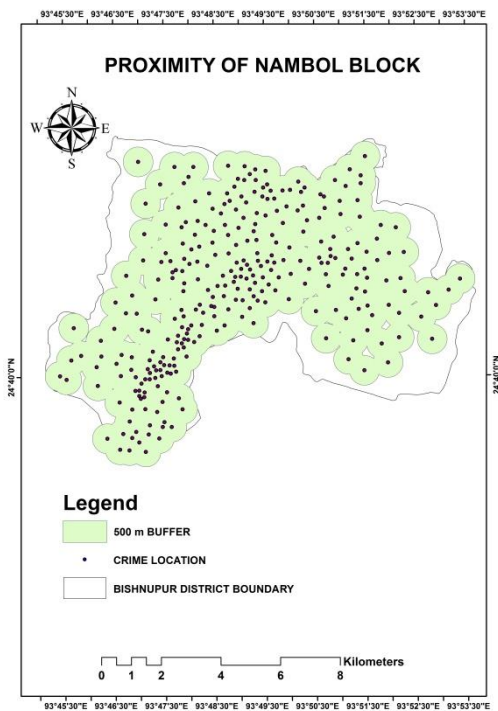 93°45'30"E 93°46'30"E 93°47'30"E 93°48'30"E 93°49'30"E 93°50'30"E 93°51'30"E 93°52'30"E 93°53'30"E
PROXIMITY OF NAMBOL BLOCK
N
W E
S
24°40'0"N 24°40'0"N
Legend
500 m BUFFER
CRIME LOCATION
BISHNUPUR DISTRICT BOUNDARY
Kilometers
0 1 2 4 6 8
93°45'30"E 93°46'30"E 93°47'30"E 93°48'30"E 93°49'30"E 93°50'30"E 93°51'30"E 93°52'30"E 93°53'30"E